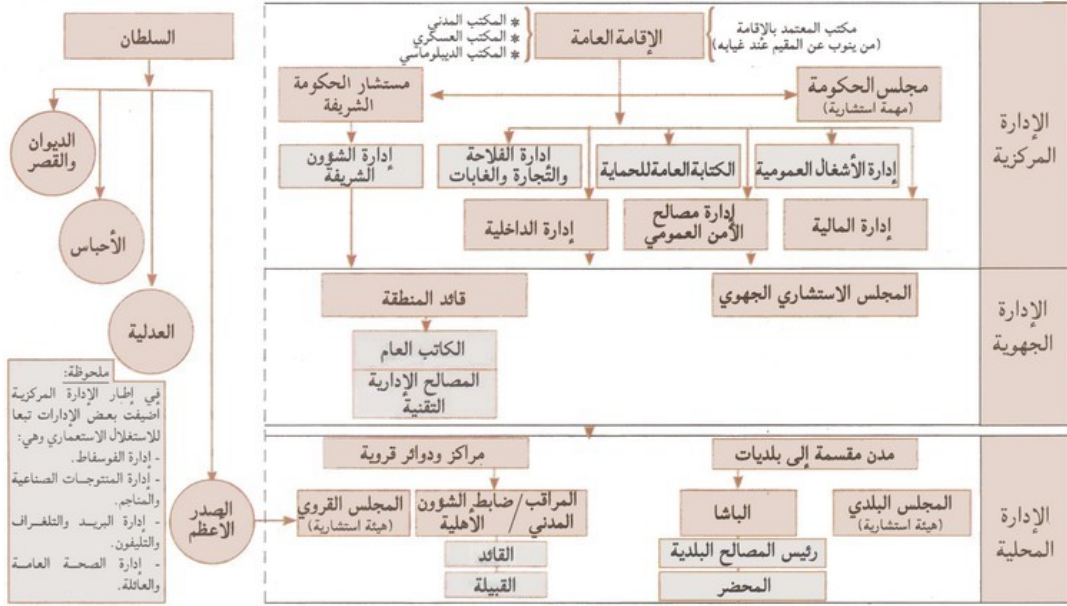 السلطان
الديوان
والقصر
الأحباس
العدلية
الصدر
الأعظم
ملحوظة:
في إطار الإدارة المركزية
اضيفت بعض الإدارات تبعا
للاستغلال الاستعماري وهي:
- إدارة الفوسفاط.
- إدارة المنتوجات الصناعية
والمناجم.
- إدارة البريد والتلغراف
والتليفون.
- إدارة الصحة العامة
والعائلة.
الإدارة
المركزية
مكتب المعتمد بالإقامة
(من ينوب عن المقيم عند غيابه)
الإقامة العامة
* المكتب المدني
* المكتب العسكري
* المكتب الديبلوماسي
مجلس الحكومة
(مهمة استشارية)
مستشار الحكومة
الشريفة
إدارة الأشغال العمومية
الكتابة العامة للحماية
إدارة الفلاحة
والتجارة والغابات
إدارة الشؤون
الشريفة
إدارة المالية
إدارة مصالح
الأمن العمومي
إدارة الداخلية
الإدارة
الجهوية
المجلس الاستشاري الجهوي
قائد المنطقة
الكاتب العام
المصالح الإدارية
التقنية
الإدارة
المحلية
مدن مقسمة إلى بلديات
مراكز ودوائر قروية
المجلس البلدي
(هيئة استشارية)
الباشا
رئيس المصالح البلدية
المحضر
المراقب / ضابط الشؤون
المدني / الأهلية
القائد
القبيلة
المجلس القروي
(هيئة استشارية)